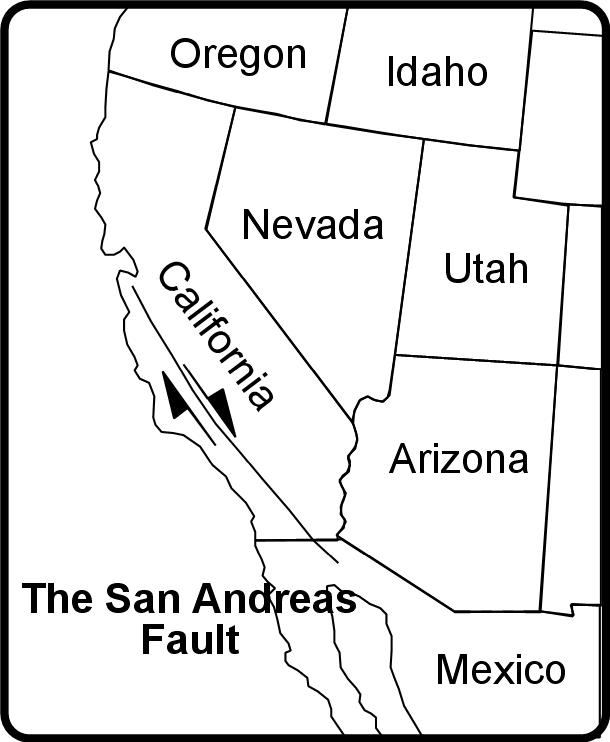 Oregon
Idaho
Nevada
Utah
California
Arizona
The San Andreas
Fault
Mexico